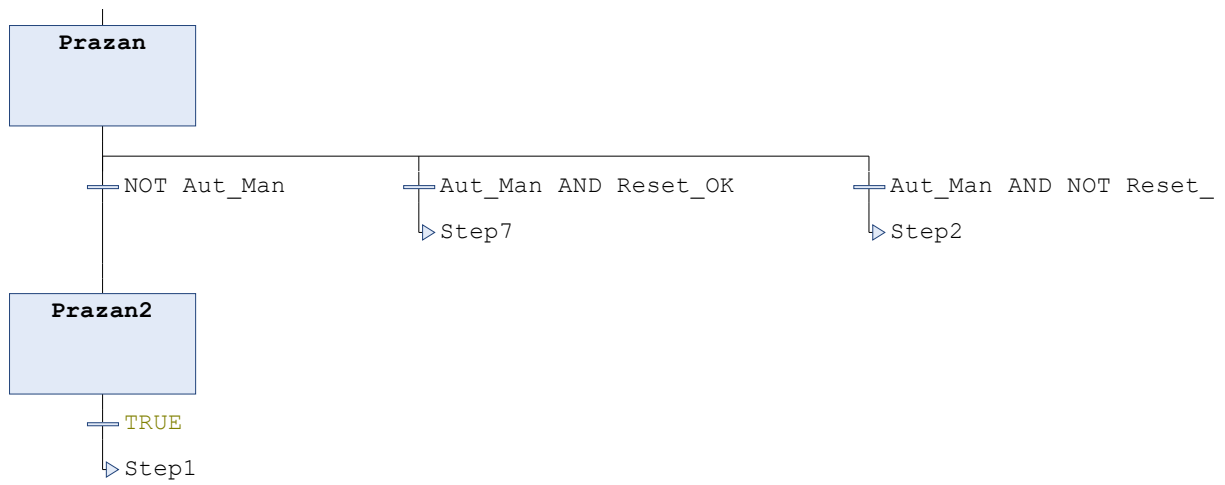 Prazan
NOT Aut_Man
Aut_Man AND Reset_OK
Aut_Man AND NOT Reset_
Step7
Step2
Prazan2
TRUE
Step1